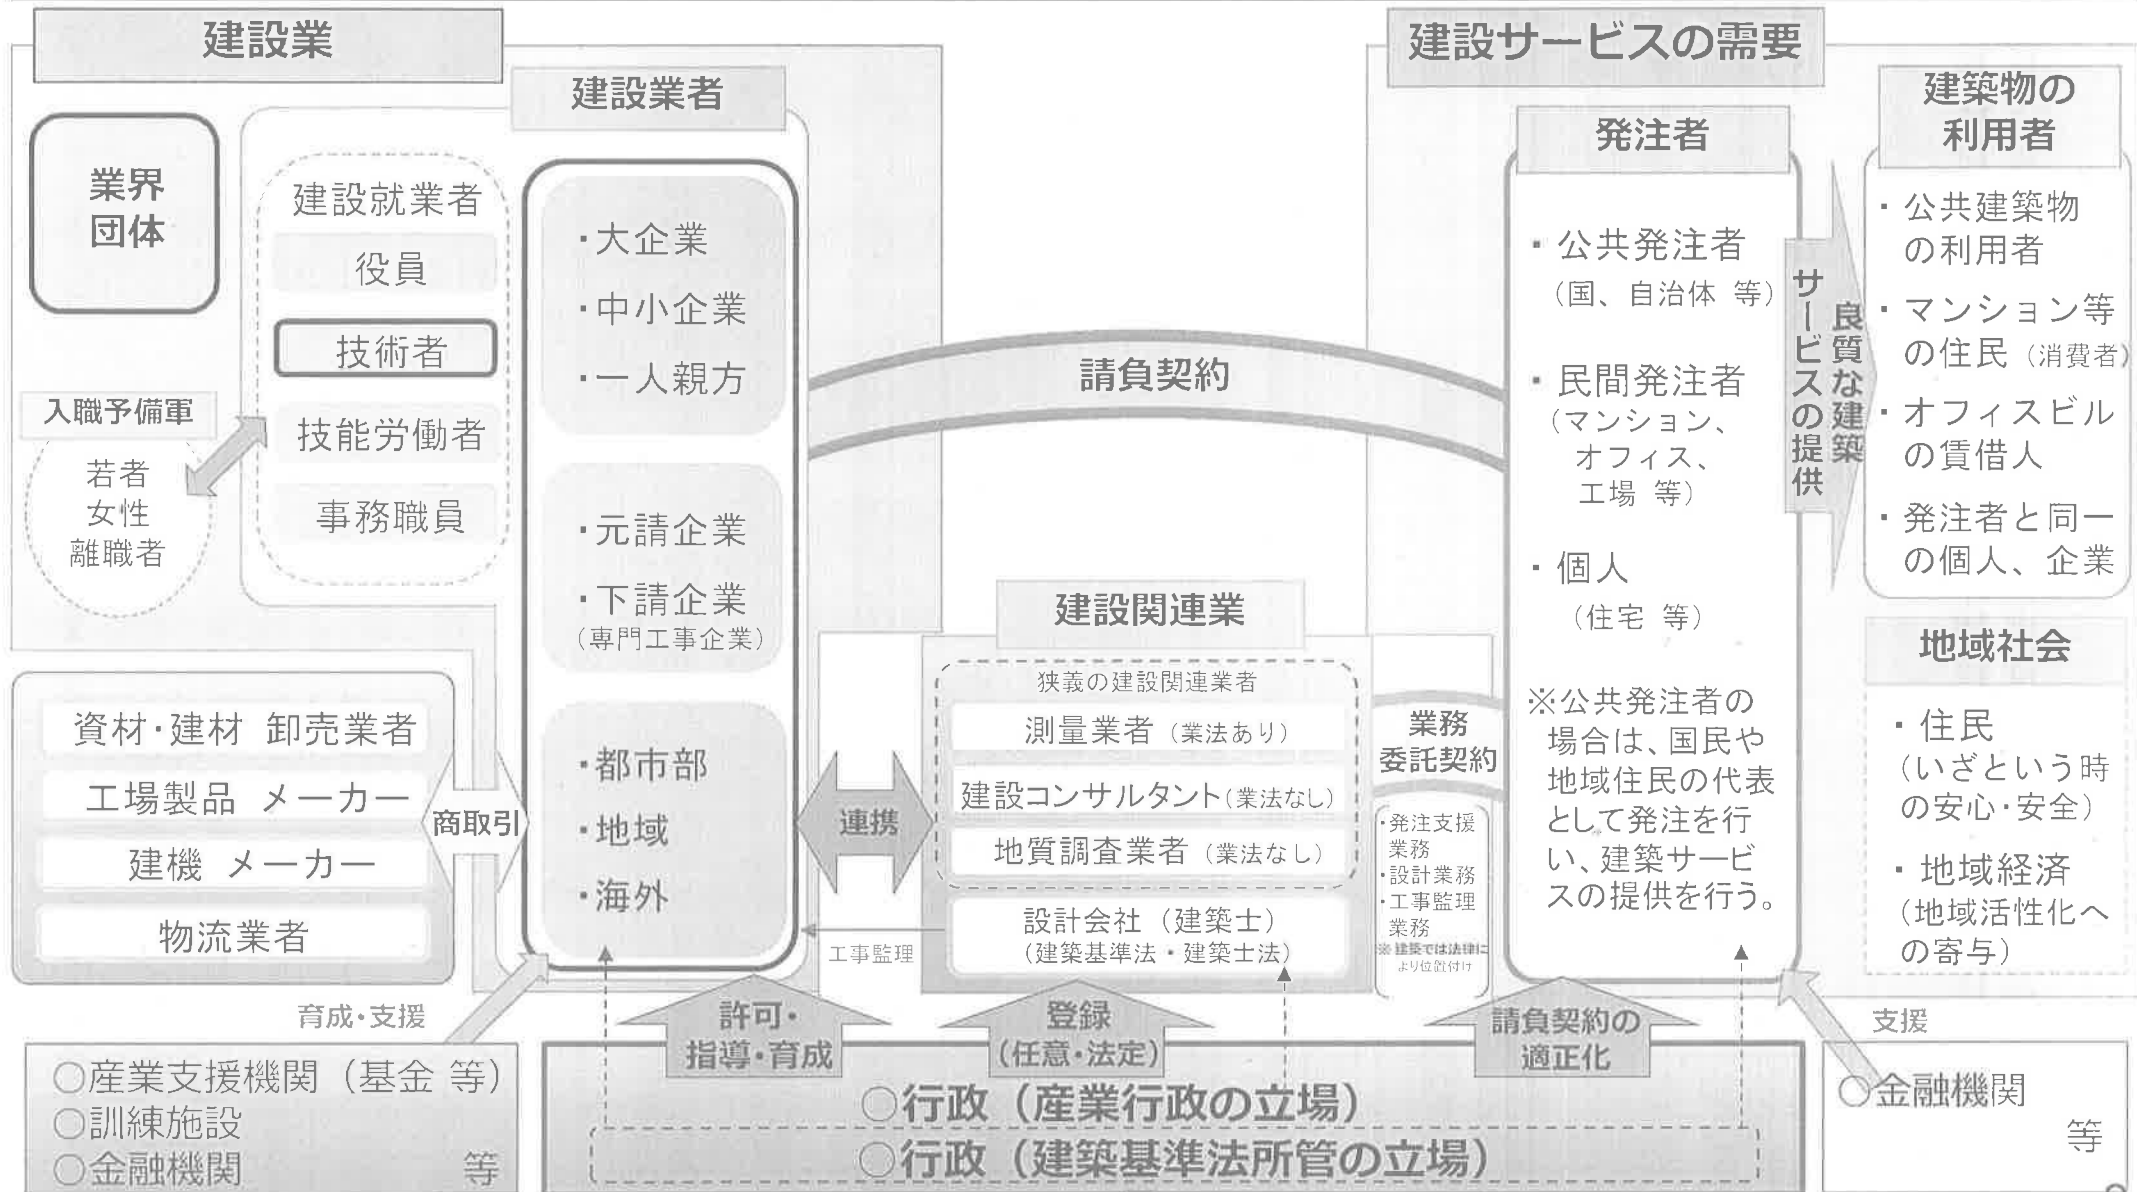 建設業
業界
団体
建設業者
建設就業者
役員
技術者
技能労働者
事務職員
入職予備軍
若者
女性
離職者
・大企業
・中小企業
・一人親方
・元請企業
・下請企業
(専門工事企業)
・都市部
・地域
・海外
資材・建材 卸売業者
工場製品 メーカー
建機 メーカー
物流業者
商取引
請負契約
建設関連業
狭義の建設関連業者
測量業者（業法あり）
建設コンサルタント（業法なし）
地質調査業者（業法なし）
設計会社（建築士）
（建築基準法・建築士法）
連携
工事監理
業務
委託契約
・発注支援
業務
・設計業務
・工事監理
業務
※建築では法律に
より位置付け
建設サービスの需要
発注者
・公共発注者
（国、自治体 等）
・民間発注者
（マンション、
オフィス、
工場 等）
・個人
（住宅 等）
※公共発注者の
場合は、国民や
地域住民の代表
として発注を行
い、建築サービ
スの提供を行う。
良質な建築
サービスの提供
建築物の
利用者
・公共建築物
の利用者
・マンション等
の住民（消費者）
・オフィスビル
の賃借人
・発注者と同一
の個人、企業
地域社会
・住民
（いざという時
の安心・安全）
・地域経済
（地域活性化へ
の寄与）
育成・支援
○産業支援機関（基金 等）
○訓練施設
○金融機関 等
許可・
指導・育成
登録
（任意・法定）
請負契約の
適正化
○行政（産業行政の立場）
○行政（建築基準法所管の立場）
支援
○金融機関
等